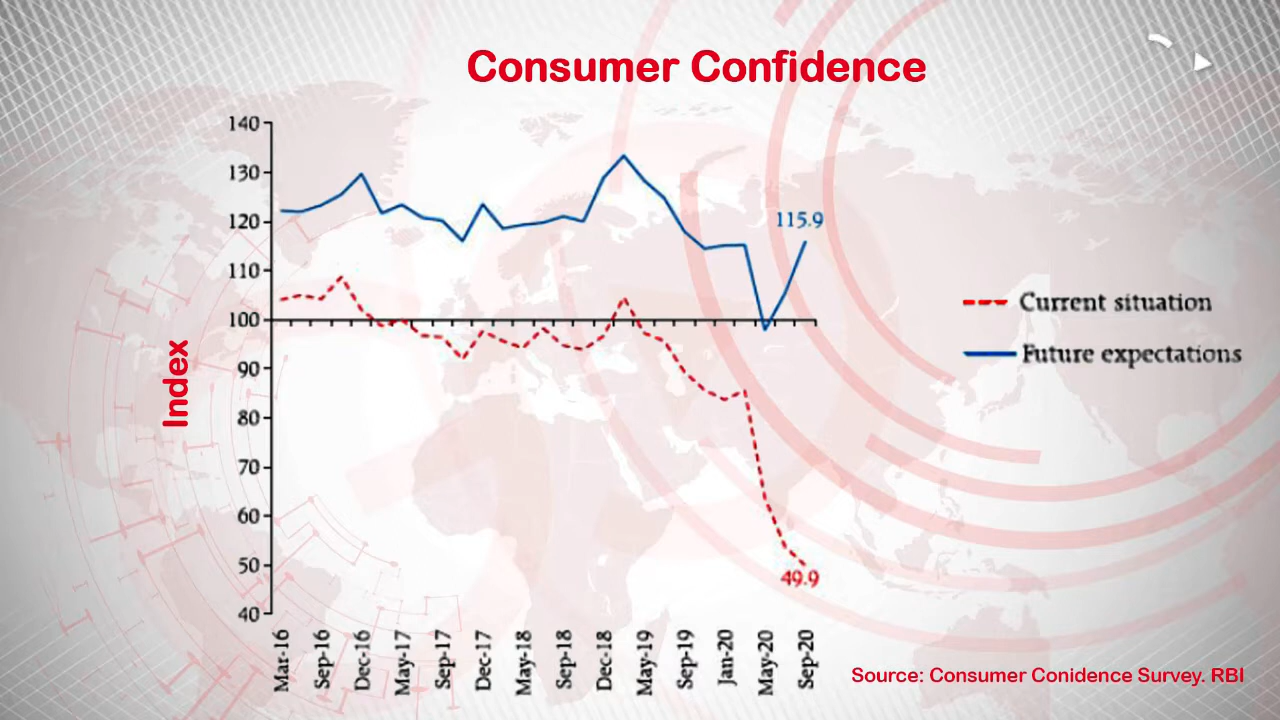 Consumer Confidence
140
130
120
110
100
90
80
70
60
50
40
Index
115.9
49.9
Current situation
Future expectations
Mar-16
Sep-16
Dec-16
May-17
Sep-17
Dec-17
May-18
Sep-18
Dec-18
May-19
Sep-19
Jan-20
May-20
Sep-20
Source: Consumer Conidence Survey. RBI